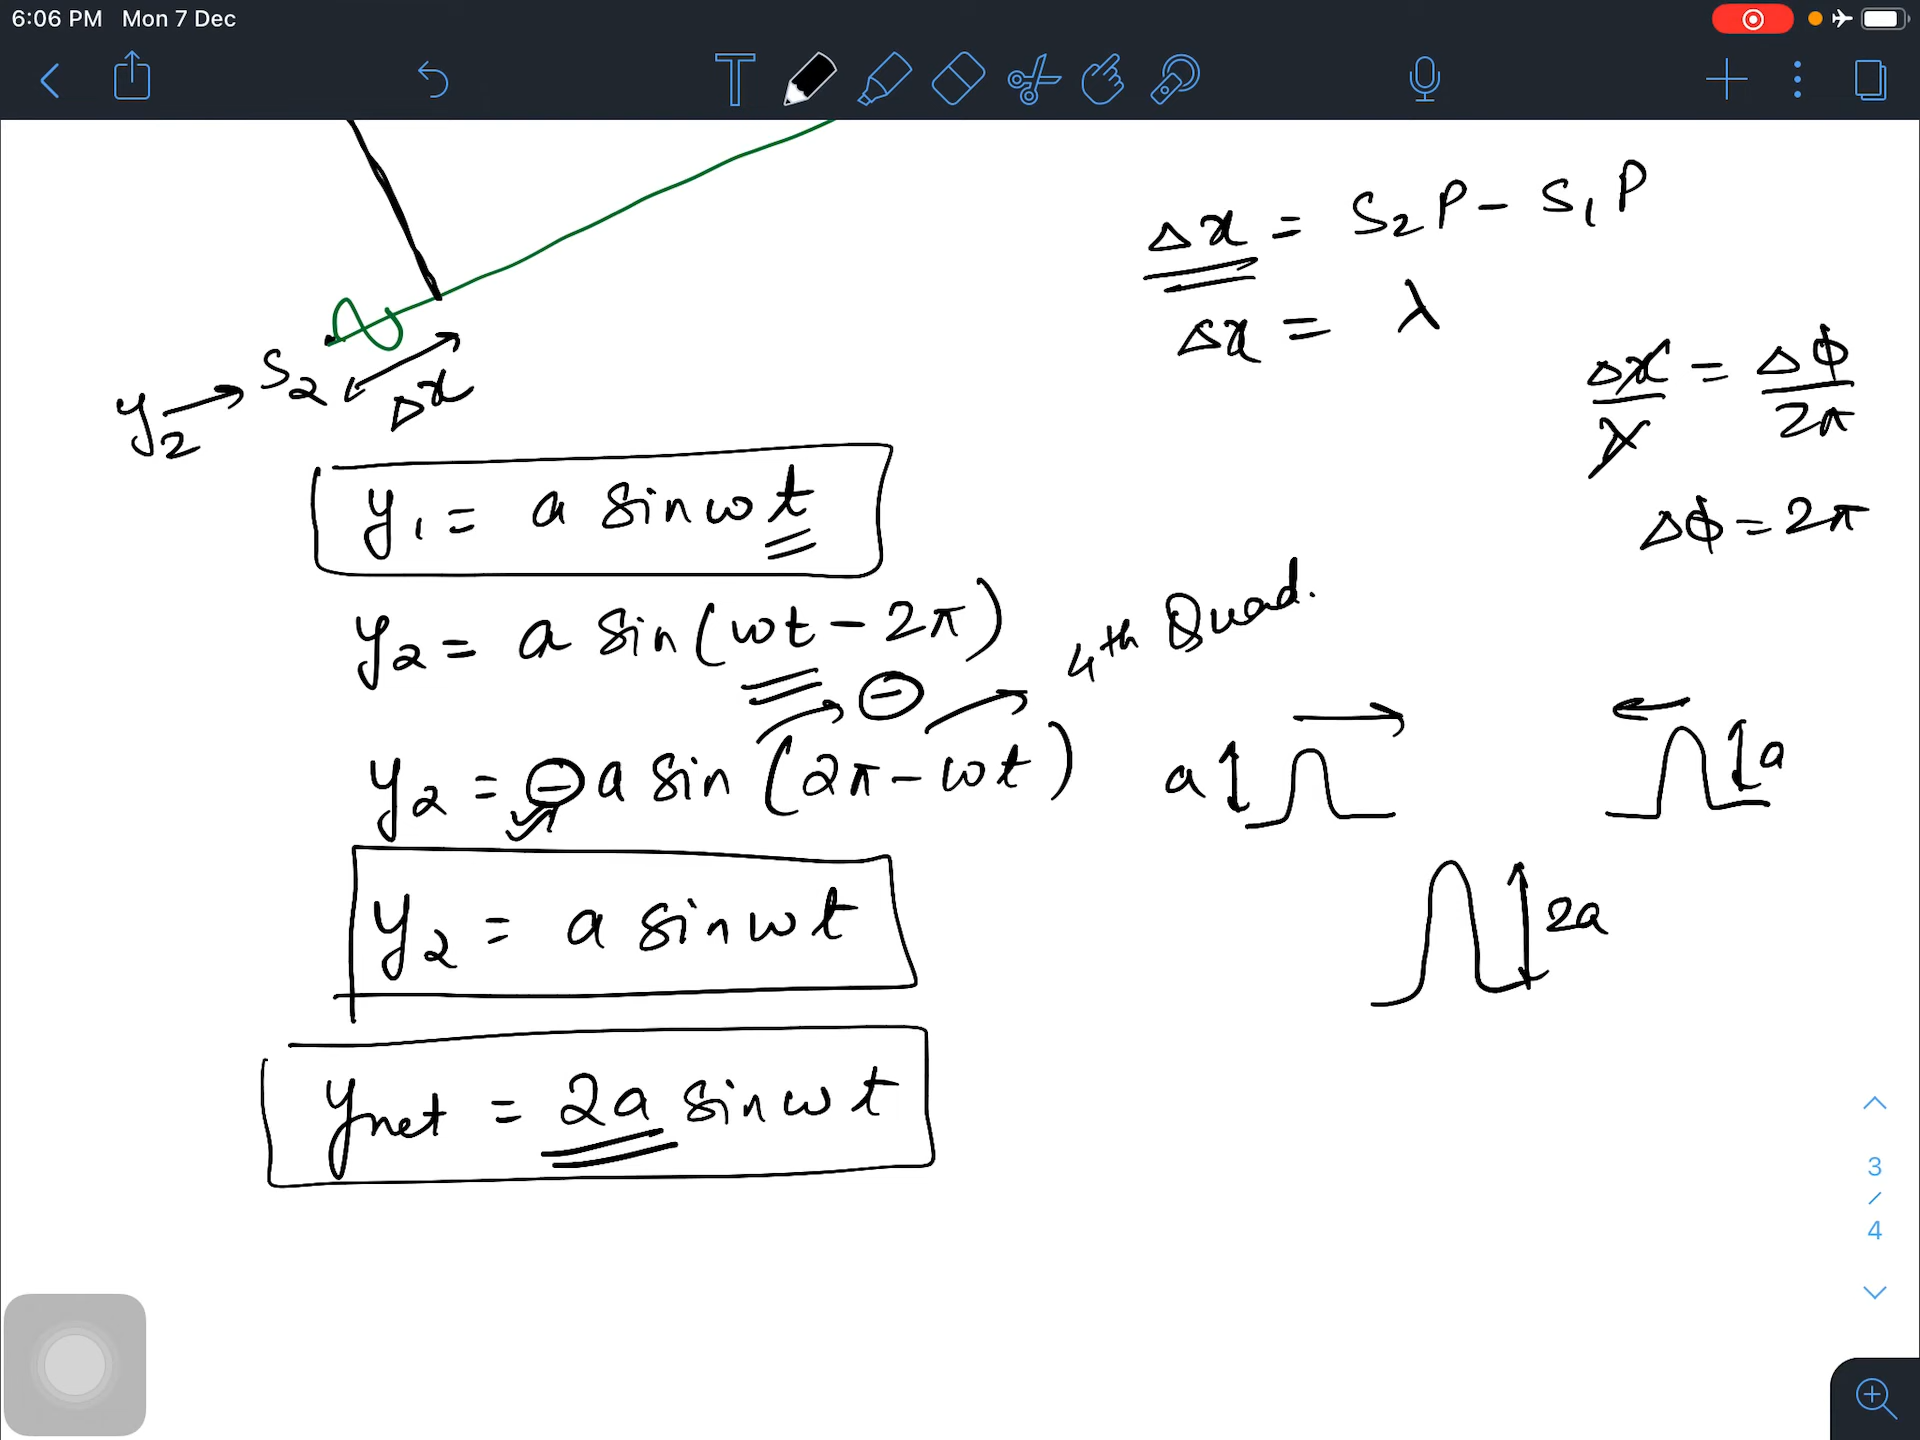 6:06 PM Mon 7 Dec
T
Δx = S₂P - S₁P
Δx = λ
Δx/λ = Δϕ/2π
Δϕ = 2π
y₂ → S₂
Δx
y₁ = a sin ωt
y₂ = a sin (ωt - 2π)
4th Quad.
-
y₂ = - a sin (2π - ωt)
a
a
y₂ = a sin ωt
2a
ynet = 2a sin ωt
3
/
4